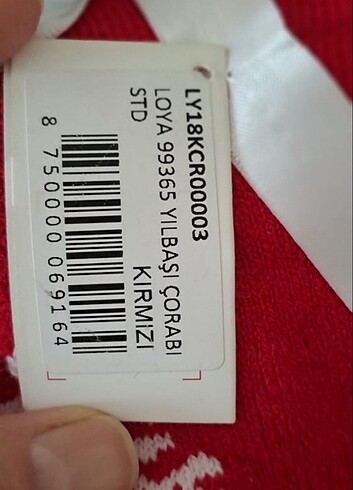 LY18KCR00003
LOYA 99365 YILBAŞI ÇORABI
STD
KIRMIZI
8 750000 069164